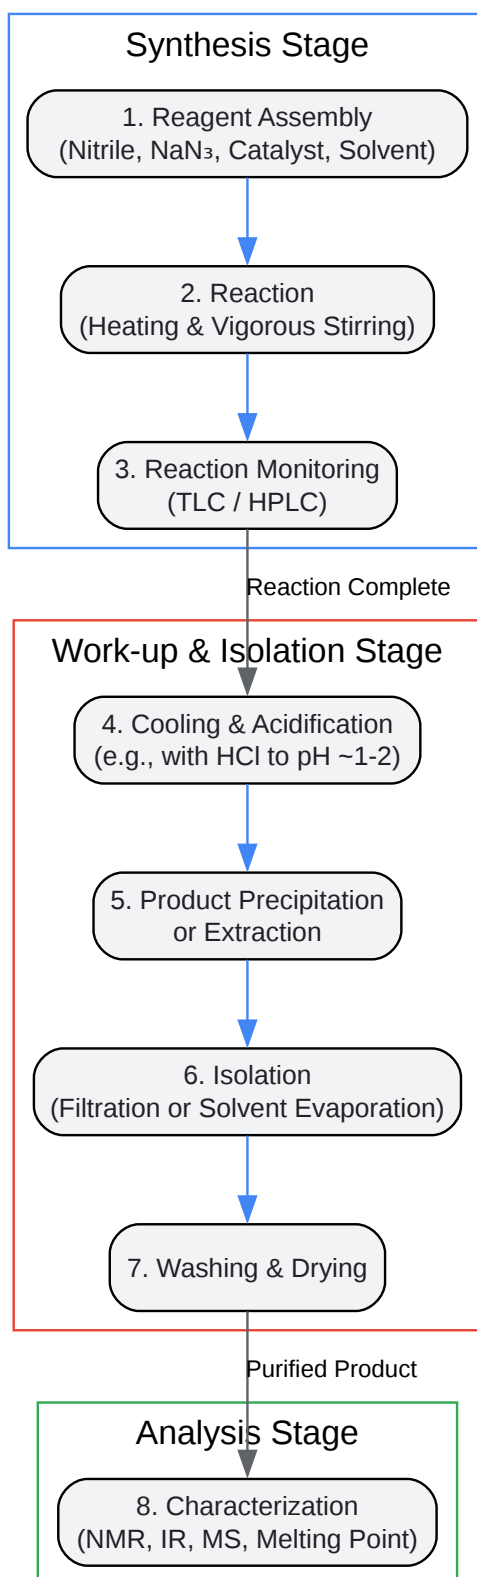 Synthesis Stage
1. Reagent Assembly
(Nitrile, NaN₃, Catalyst, Solvent)
2. Reaction
(Heating & Vigorous Stirring)
3. Reaction Monitoring
(TLC / HPLC)
Reaction Complete
Work-up & Isolation Stage
4. Cooling & Acidification
(e.g., with HCl to pH ~1-2)
5. Product Precipitation
or Extraction
6. Isolation
(Filtration or Solvent Evaporation)
7. Washing & Drying
Purified Product
Analysis Stage
8. Characterization
(NMR, IR, MS, Melting Point)